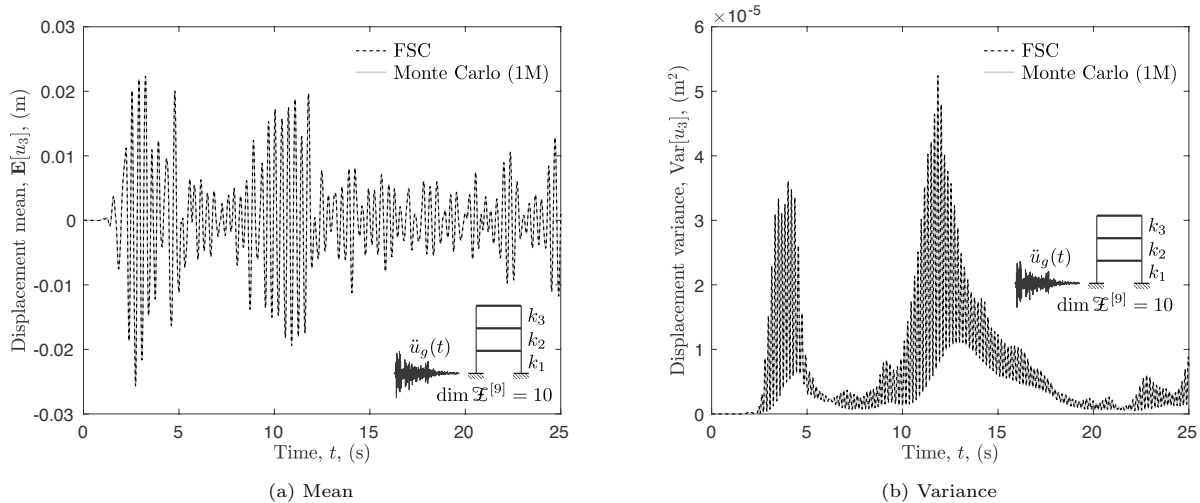 0.03
0.02
0.01
0
-0.01
-0.02
-0.03
Displacement mean, E[u₃], (m)
FSC
Monte Carlo (1M)
k₃
k₂
k₁
ü_g(t)
dim 𝒵^[9] = 10
0 5 10 15 20 25
Time, t, (s)
(a) Mean
×10⁻⁵
6
5
4
3
2
1
0
Displacement variance, Var[u₃], (m²)
FSC
Monte Carlo (1M)
k₃
k₂
k₁
ü_g(t)
dim 𝒵^[9] = 10
0 5 10 15 20 25
Time, t, (s)
(b) Variance